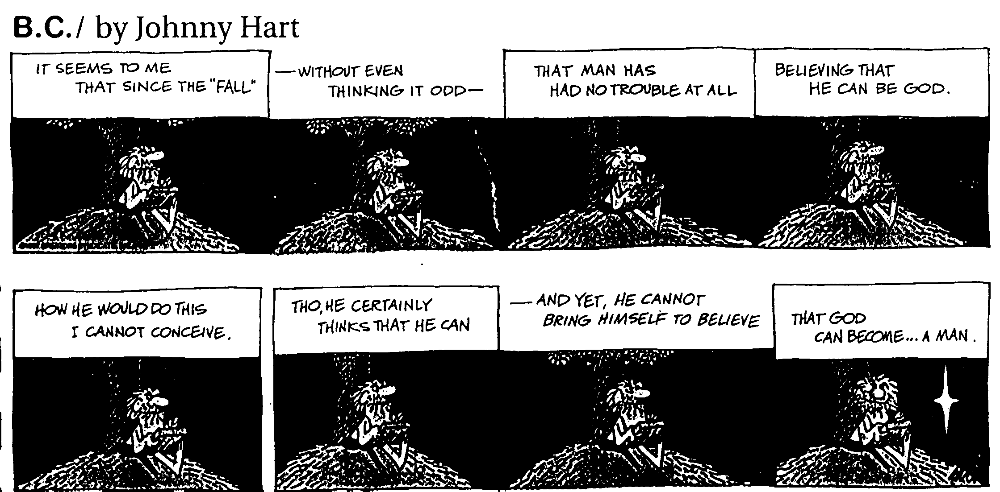 B.C./ by Johnny Hart
IT SEEMS TO ME
THAT SINCE THE "FALL"
—WITHOUT EVEN
THINKING IT ODD—
THAT MAN HAS
HAD NO TROUBLE AT ALL
BELIEVING THAT
HE CAN BE GOD.
HOW HE WOULD DO THIS
I CANNOT CONCEIVE.
THO, HE CERTAINLY
THINKS THAT HE CAN
—AND YET, HE CANNOT
BRING HIMSELF TO BELIEVE
THAT GOD
CAN BECOME... A MAN.